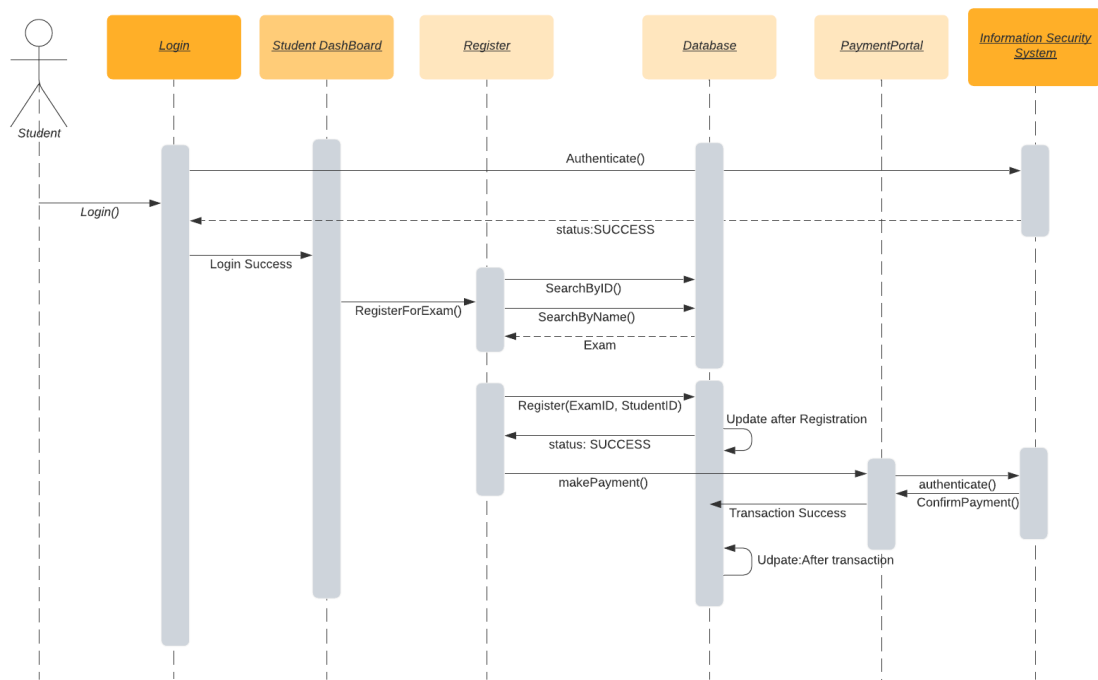 Login
Student DashBoard
Register
Database
PaymentPortal
Information Security
System
Student
Authenticate()
Login()
status:SUCCESS
Login Success
SearchByID()
RegisterForExam()
SearchByName()
Exam
Register(ExamID, StudentID)
Update after Registration
status: SUCCESS
makePayment()
authenticate()
ConfirmPayment()
Transaction Success
Udpate:After transaction